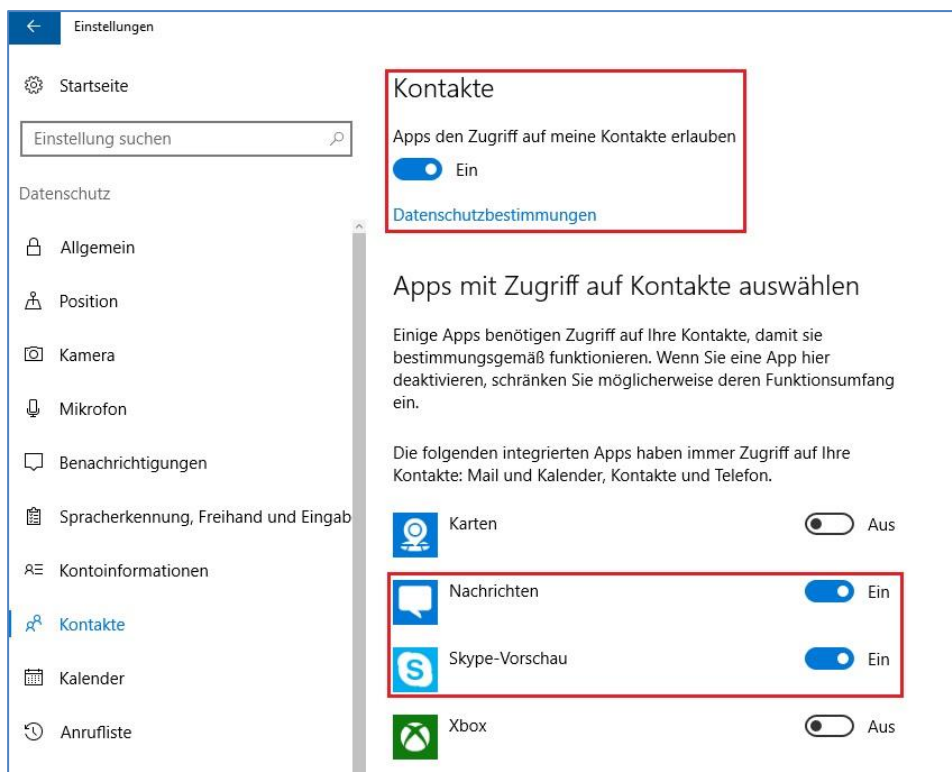 Einstellungen
Startseite
Einstellung suchen
Datenschutz
Allgemein
Position
Kamera
Mikrofon
Benachrichtigungen
Spracherkennung, Freihand und Eingab
Kontoinformationen
Kontakte
Kalender
Anrufliste
Kontakte
Apps den Zugriff auf meine Kontakte erlauben
Ein
Datenschutzbestimmungen
Apps mit Zugriff auf Kontakte auswählen
Einige Apps benötigen Zugriff auf Ihre Kontakte, damit sie
bestimmungsgemäß funktionieren. Wenn Sie eine App hier
deaktivieren, schränken Sie möglicherweise deren Funktionsumfang
ein.
Die folgenden integrierten Apps haben immer Zugriff auf Ihre
Kontakte: Mail und Kalender, Kontakte und Telefon.
Karten Aus
Nachrichten Ein
Skype-Vorschau Ein
Xbox Aus